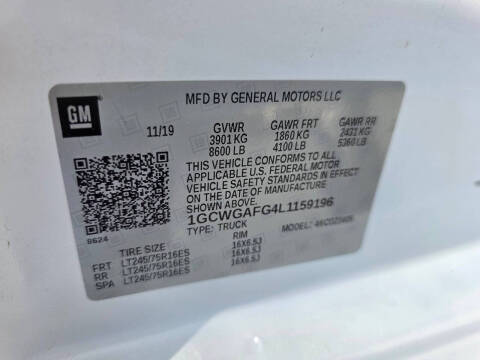 GM
MFD BY GENERAL MOTORS LLC
11/19 GVWR GAWR FRT GAWR RR
3901 KG 1860 KG 2431 KG
8600 LB 4100 LB 5360 LB
THIS VEHICLE CONFORMS TO ALL
APPLICABLE U.S. FEDERAL MOTOR
VEHICLE SAFETY STANDARDS IN EFFECT
ON THE DATE OF MANUFACTURE
SHOWN ABOVE.
1GCWGAFG4L1159196
TYPE: TRUCK MODEL:
TIRE SIZE RIM
FRT LT245/75R16ES 16X6.5J
RR LT245/75R16ES 16X6.5J
SPA LT245/75R16ES 16X6.5J